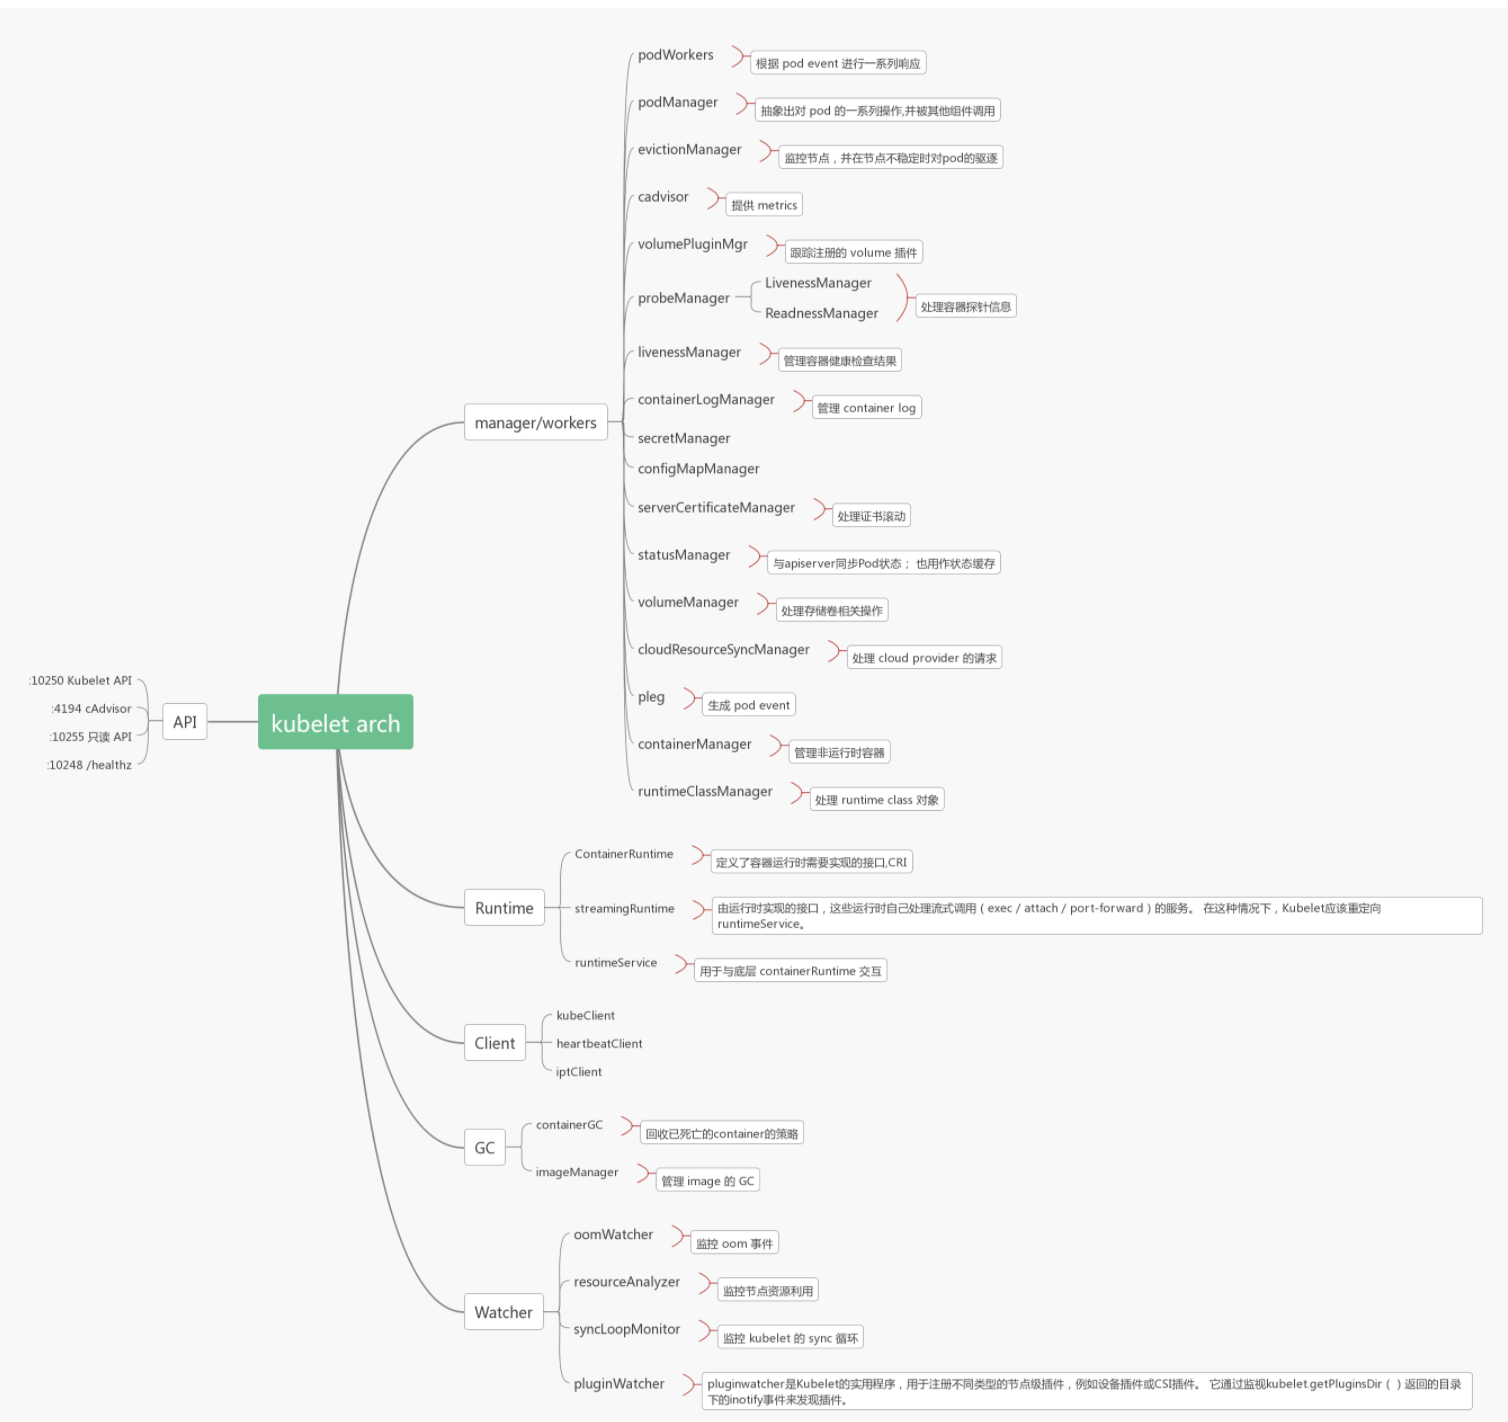 kubelet arch
API
:10250 Kubelet API
:4194 cAdvisor
:10255 只读 API
:10248 /healthz
manager/workers
podWorkers
根据 pod event 进行一系列响应
podManager
抽象出对 pod 的一系列操作,并被其他组件调用
evictionManager
监控节点，并在节点不稳定时对pod的驱逐
cadvisor
提供 metrics
volumePluginMgr
跟踪注册的 volume 插件
probeManager
LivenessManager
ReadnessManager
处理容器探针信息
livenessManager
管理容器健康检查结果
containerLogManager
管理 container log
secretManager
configMapManager
serverCertificateManager
处理证书滚动
statusManager
与apiserver同步Pod状态； 也用作状态缓存
volumeManager
处理存储卷相关操作
cloudResourceSyncManager
处理 cloud provider 的请求
pleg
生成 pod event
containerManager
管理非运行时容器
runtimeClassManager
处理 runtime class 对象
Runtime
ContainerRuntime
定义了容器运行时需要实现的接口,CRI
streamingRuntime
由运行时实现的接口，这些运行时自己处理流式调用（exec / attach / port-forward）的服务。 在这种情况下，Kubelet应该重定向
runtimeService。
runtimeService
用于与底层 containerRuntime 交互
Client
kubeClient
heartbeatClient
iptClient
GC
containerGC
回收已死亡的container的策略
imageManager
管理 image 的 GC
Watcher
oomWatcher
监控 oom 事件
resourceAnalyzer
监控节点资源利用
syncLoopMonitor
监控 kubelet 的 sync 循环
pluginWatcher
pluginwatcher是Kubelet的实用程序，用于注册不同类型的节点级插件，例如设备插件或CSI插件。 它通过监视kubelet.getPluginsDir（ ）返回的目录
下的inotify事件来发现插件。